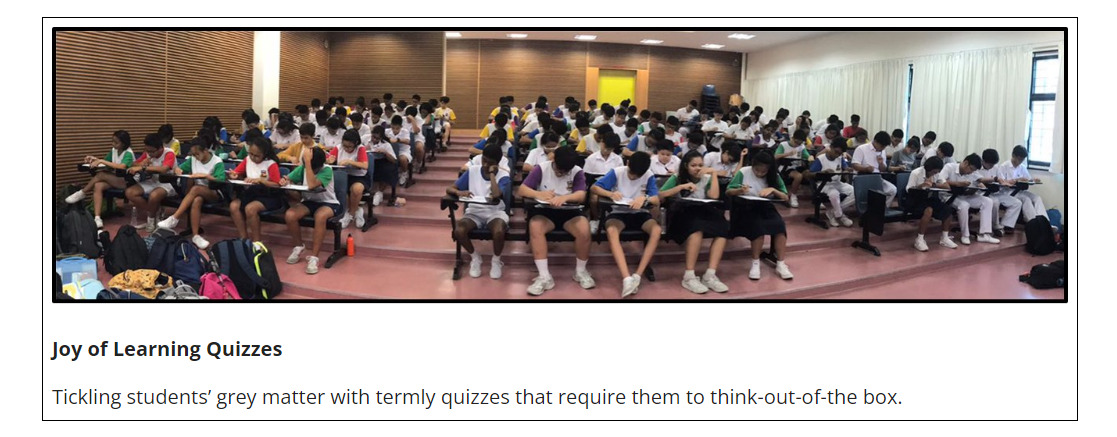 Joy of Learning Quizzes
Tickling students’ grey matter with termly quizzes that require them to think-out-of-the box.